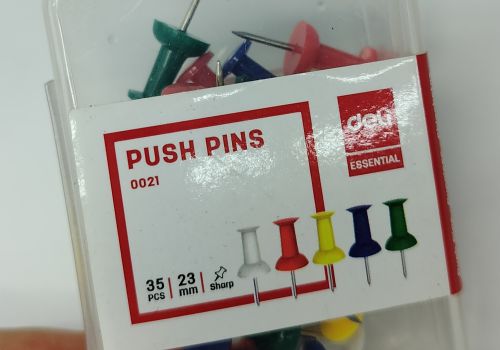 PUSH PINS
0021
deli
ESSENTIAL
35 PCS
23 mm
Sharp